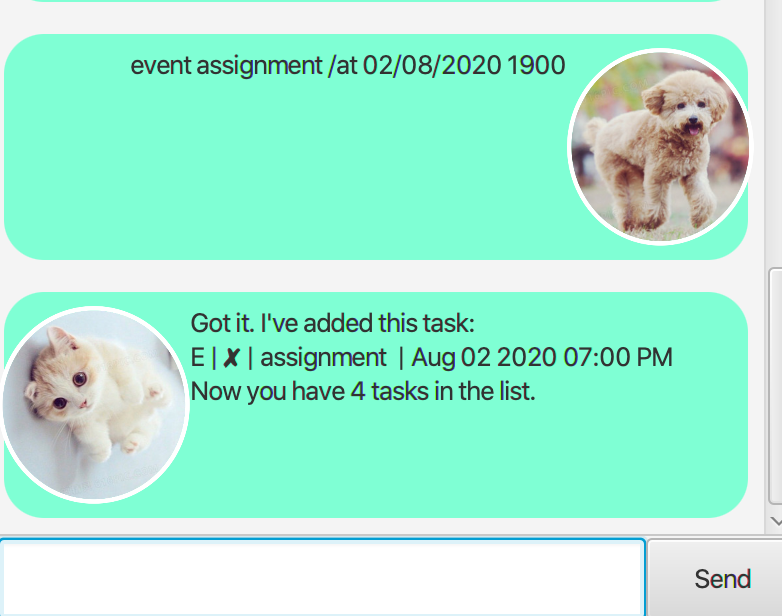 event assignment /at 02/08/2020 1900
Got it. I've added this task:
E | ✘ | assignment  | Aug 02 2020 07:00 PM
Now you have 4 tasks in the list.
Send